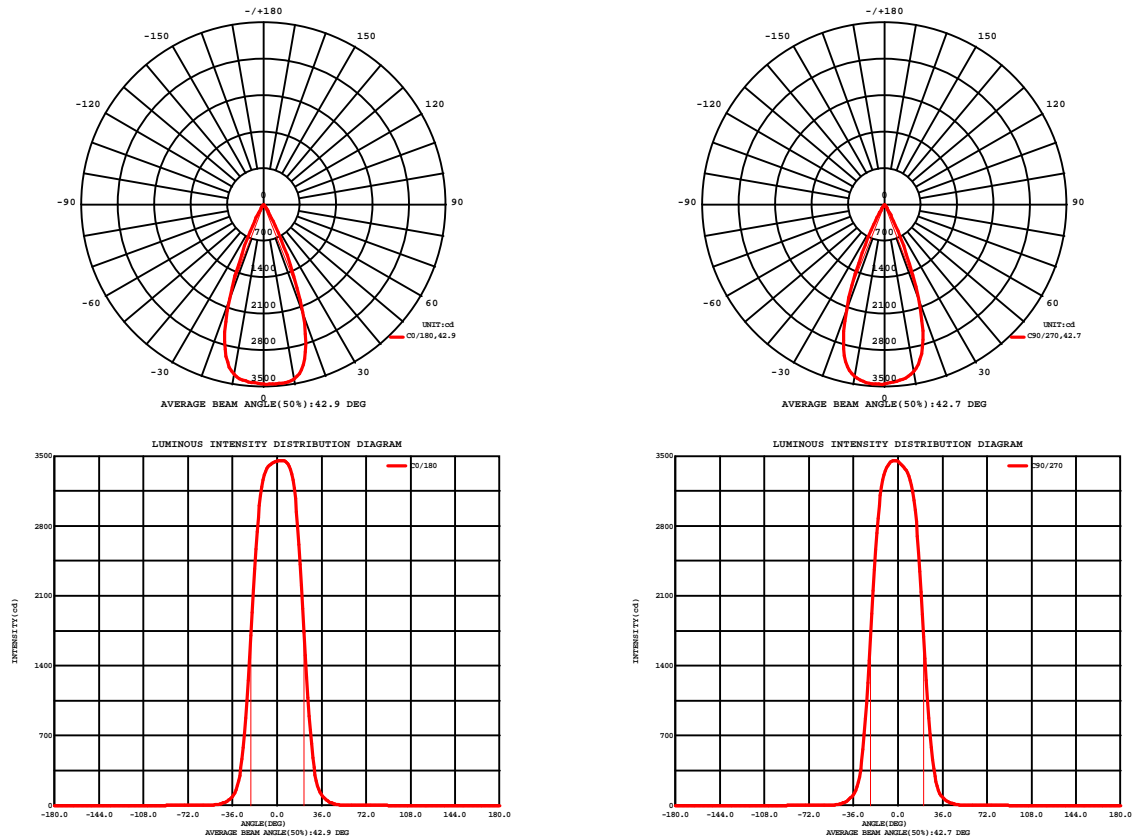 -/+180
-150 150
-120 120
-90 90
-60 60
-30 30
0
0
700
1400
2100
2800
3500
UNIT:cd
C0/180,42.9
AVERAGE BEAM ANGLE(50%):42.9 DEG
-/+180
-150 150
-120 120
-90 90
-60 60
-30 30
0
0
700
1400
2100
2800
3500
UNIT:cd
C90/270,42.7
AVERAGE BEAM ANGLE(50%):42.7 DEG
LUMINOUS INTENSITY DISTRIBUTION DIAGRAM
C0/180
INTENSITY(cd)
3500
2800
2100
1400
700
0
-180.0 -144.0 -108.0 -72.0 -36.0 0.0 36.0 72.0 108.0 144.0 180.0
ANGLE(DEG)
AVERAGE BEAM ANGLE(50%):42.9 DEG
LUMINOUS INTENSITY DISTRIBUTION DIAGRAM
C90/270
INTENSITY(cd)
3500
2800
2100
1400
700
0
-180.0 -144.0 -108.0 -72.0 -36.0 0.0 36.0 72.0 108.0 144.0 180.0
ANGLE(DEG)
AVERAGE BEAM ANGLE(50%):42.7 DEG